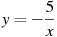 y = −5/x